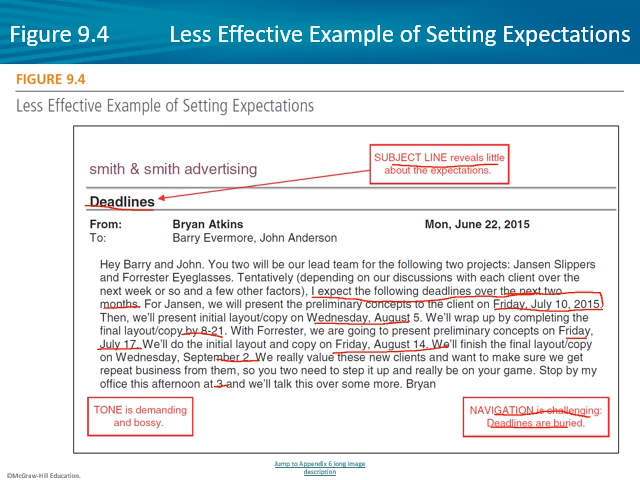 Figure 9.4 Less Effective Example of Setting Expectations
FIGURE 9.4
Less Effective Example of Setting Expectations
SUBJECT LINE reveals little
about the expectations.
smith & smith advertising
Deadlines
From: Bryan Atkins Mon, June 22, 2015
To: Barry Evermore, John Anderson
Hey Barry and John. You two will be our lead team for the following two projects: Jansen Slippers
and Forrester Eyeglasses. Tentatively (depending on our discussions with each client over the
next week or so and a few other factors), I expect the following deadlines over the next two
months. For Jansen, we will present the preliminary concepts to the client on Friday, July 10, 2015.
Then, we'll present initial layout/copy on Wednesday, August 5. We'll wrap up by completing the
final layout/copy by 8-21. With Forrester, we are going to present preliminary concepts on Friday,
July 17. We'll do the initial layout and copy on Friday, August 14. We'll finish the final layout/copy
on Wednesday, September 2. We really value these new clients and want to make sure we get
repeat business from them, so you two need to step it up and really be on your game. Stop by my
office this afternoon at 3 and we'll talk this over some more. Bryan
TONE is demanding
and bossy.
NAVIGATION is challenging:
Deadlines are buried.
Jump to Appendix 6 long image
description
©McGraw-Hill Education.